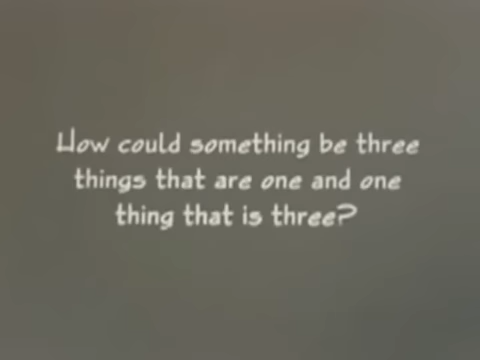 How could something be three
things that are one and one
thing that is three?